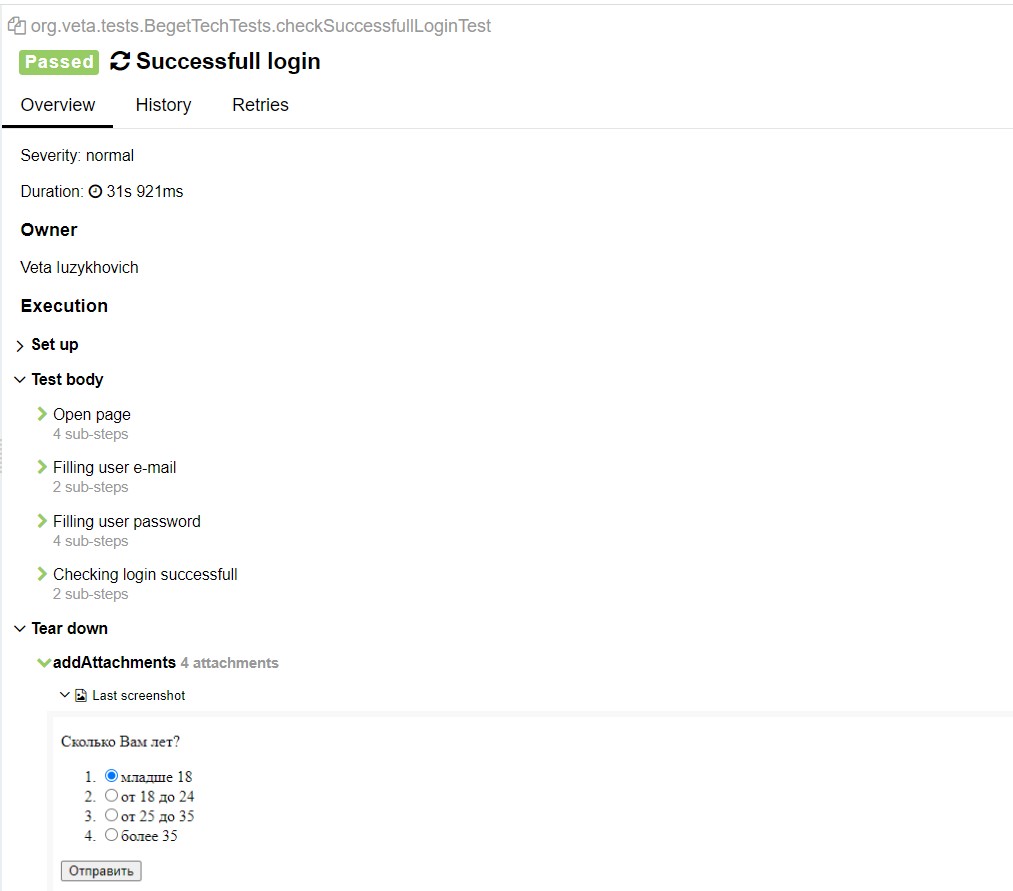 org.veta.tests.BegetTechTests.checkSuccessfullLoginTest
Passed Successfull login
Overview History Retries
Severity: normal
Duration: 31s 921ms
Owner
Veta Iuzykhovich
Execution
Set up
Test body
Open page
4 sub-steps
Filling user e-mail
2 sub-steps
Filling user password
4 sub-steps
Checking login successfull
2 sub-steps
Tear down
addAttachments 4 attachments
Last screenshot
Сколько Вам лет?
1. младше 18
2. от 18 до 24
3. от 25 до 35
4. более 35
Отправить